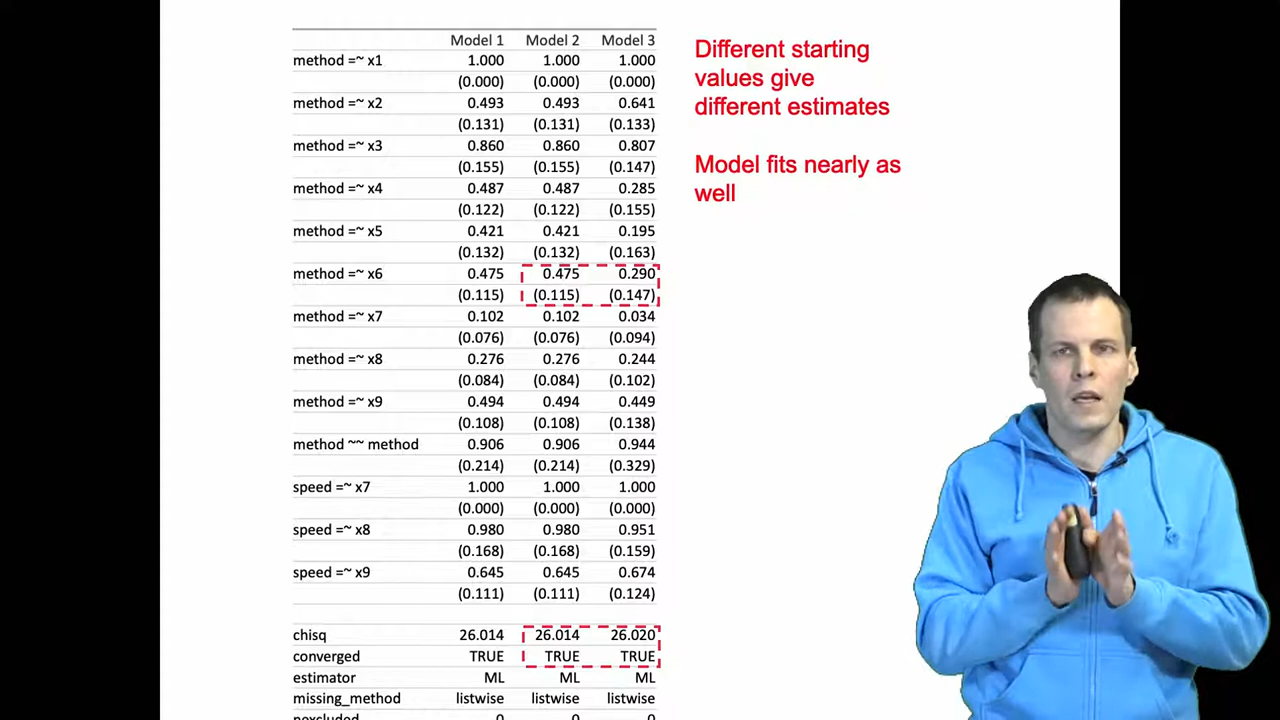 Model 1 Model 2 Model 3
method =~ x1 1.000 1.000 1.000
(0.000) (0.000) (0.000)
method =~ x2 0.493 0.493 0.641
(0.131) (0.131) (0.133)
method =~ x3 0.860 0.860 0.807
(0.155) (0.155) (0.147)
method =~ x4 0.487 0.487 0.285
(0.122) (0.122) (0.155)
method =~ x5 0.421 0.421 0.195
(0.132) (0.132) (0.163)
method =~ x6 0.475 0.475 0.290
(0.115) (0.115) (0.147)
method =~ x7 0.102 0.102 0.034
(0.076) (0.076) (0.094)
method =~ x8 0.276 0.276 0.244
(0.084) (0.084) (0.102)
method =~ x9 0.494 0.494 0.449
(0.108) (0.108) (0.138)
method ~~ method 0.906 0.906 0.944
(0.214) (0.214) (0.329)
speed =~ x7 1.000 1.000 1.000
(0.000) (0.000) (0.000)
speed =~ x8 0.980 0.980 0.951
(0.168) (0.168) (0.159)
speed =~ x9 0.645 0.645 0.674
(0.111) (0.111) (0.124)
chisq 26.014 26.014 26.020
converged TRUE TRUE TRUE
estimator ML ML ML
missing_method listwise listwise listwise
nexcluded 0 0 0
Different starting
values give
different estimates
Model fits nearly as
well